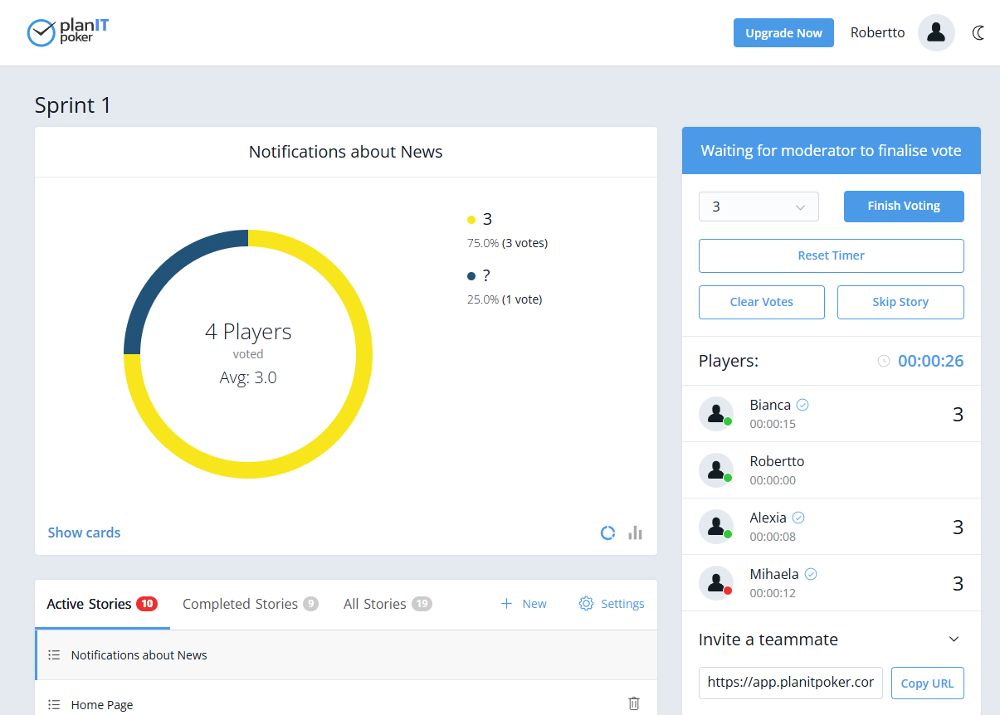 planIT
poker
Upgrade Now
Robertto
Sprint 1
Notifications about News
3
75.0% (3 votes)
?
25.0% (1 vote)
4 Players
voted
Avg: 3.0
Show cards
Waiting for moderator to finalise vote
3
Finish Voting
Reset Timer
Clear Votes
Skip Story
Players:
00:00:26
Bianca
00:00:15
3
Robertto
00:00:00
Alexia
00:00:08
3
Mihaela
00:00:12
3
Invite a teammate
https://app.planitpoker.cor
Copy URL
Active Stories 10
Completed Stories 9
All Stories 19
New
Settings
Notifications about News
Home Page